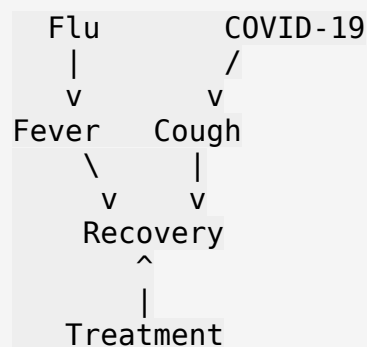 Flu COVID-19
| /
v v
Fever Cough
\ |
v v
Recovery
^
|
Treatment